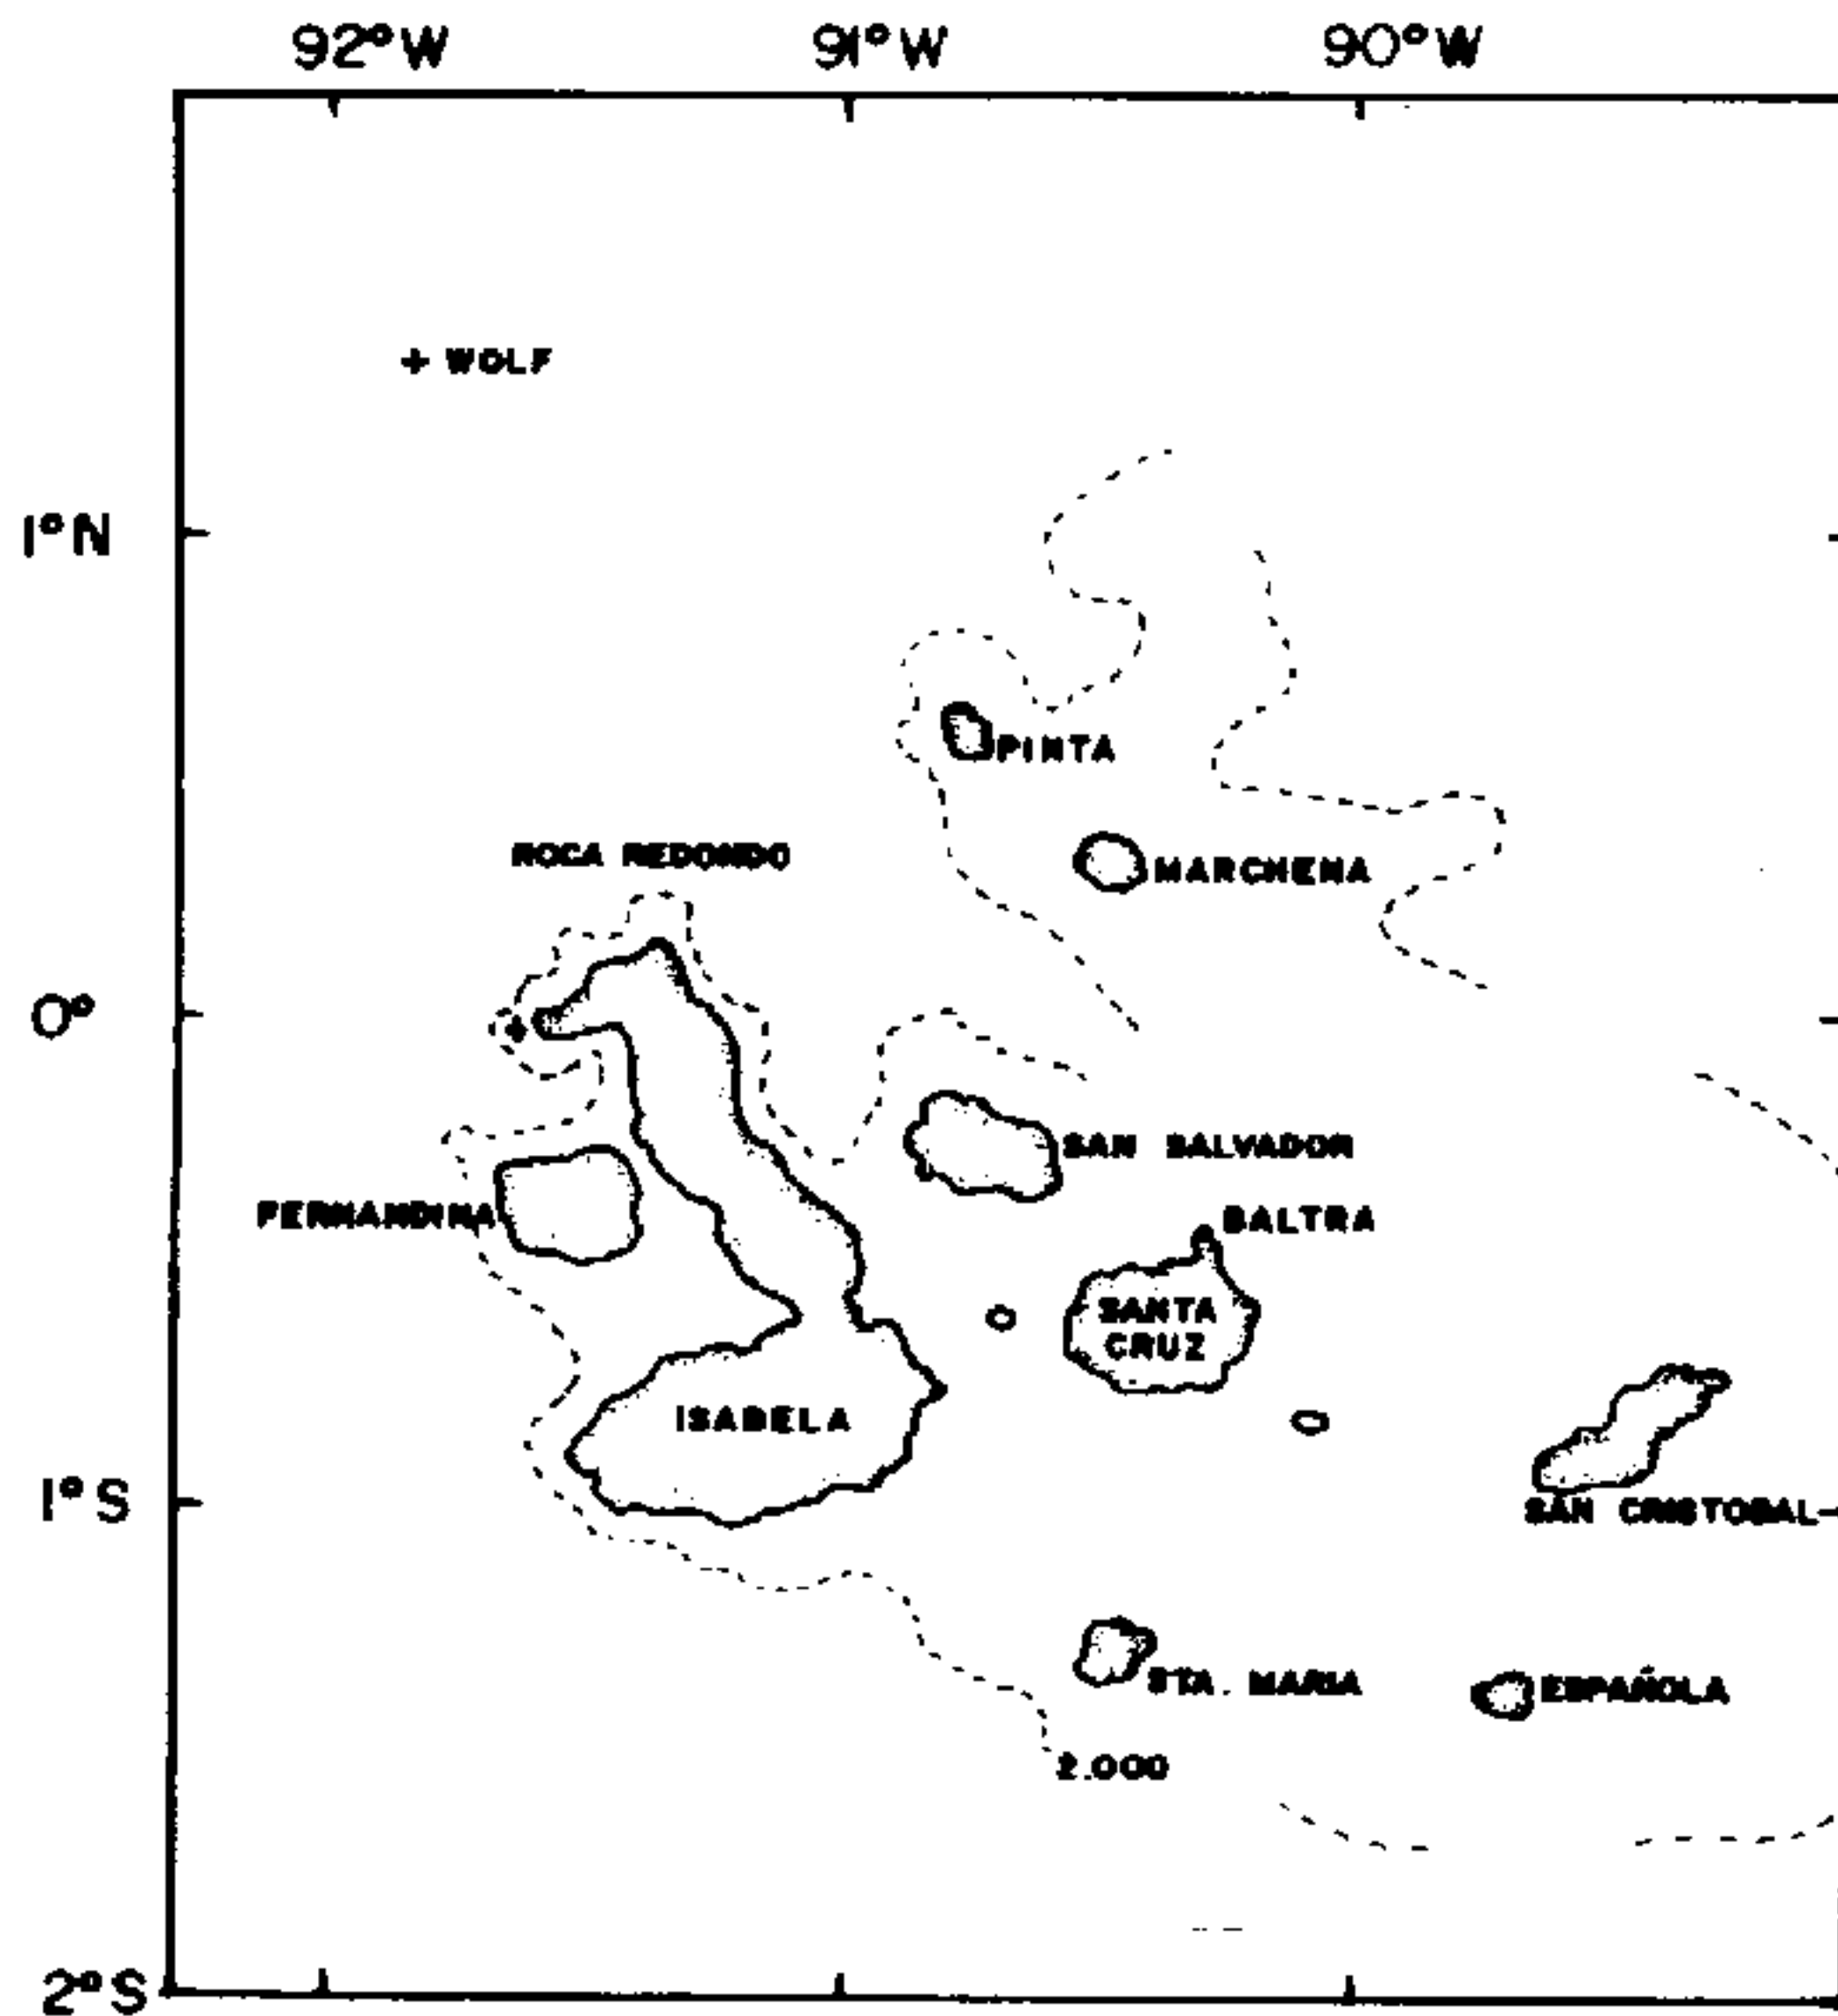 92°W 91°W 90°W
+ WOLF
1°N
PINTA
ROCA REDONDO
MARCHENA
0°
SAN SALVADOR
FERNANDINA
BALTRA
SANTA
CRUZ
ISABELA
1°S
SAN CRISTOBAL
STA. MARIA
ESPAÑOLA
2.000
2°S